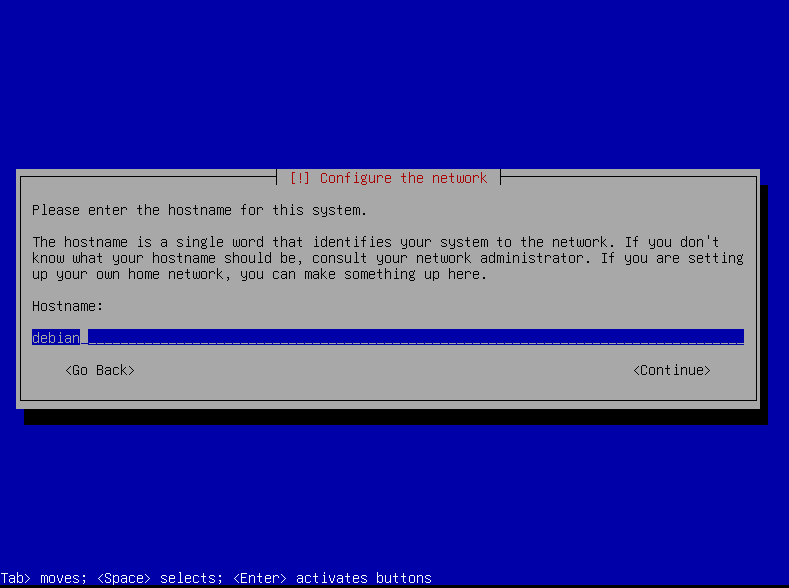 [!] Configure the network
Please enter the hostname for this system.
The hostname is a single word that identifies your system to the network. If you don't
know what your hostname should be, consult your network administrator. If you are setting
up your own home network, you can make something up here.
Hostname:
debian
<Go Back> <Continue>
Tab> moves; <Space> selects; <Enter> activates buttons